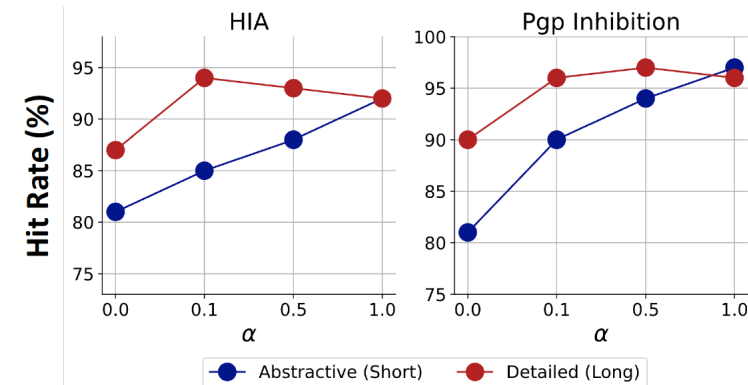 HIA
Pgp Inhibition
Hit Rate (%)
95
90
85
80
75
0.0 0.1 0.5 1.0
α
100
95
90
85
80
75
0.0 0.1 0.5 1.0
α
Abstractive (Short) Detailed (Long)